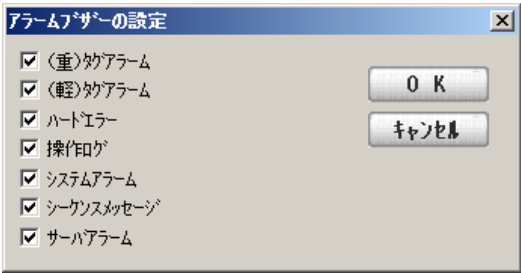 アラームﾌﾞｻﾞｰの設定
(重)ﾀｸﾞアラーム
(軽)ﾀｸﾞアラーム
ハードエラー
操作ﾛｸﾞ
システムアラーム
シーケンスメッセージ
サーバアラーム
O K
キャンセル